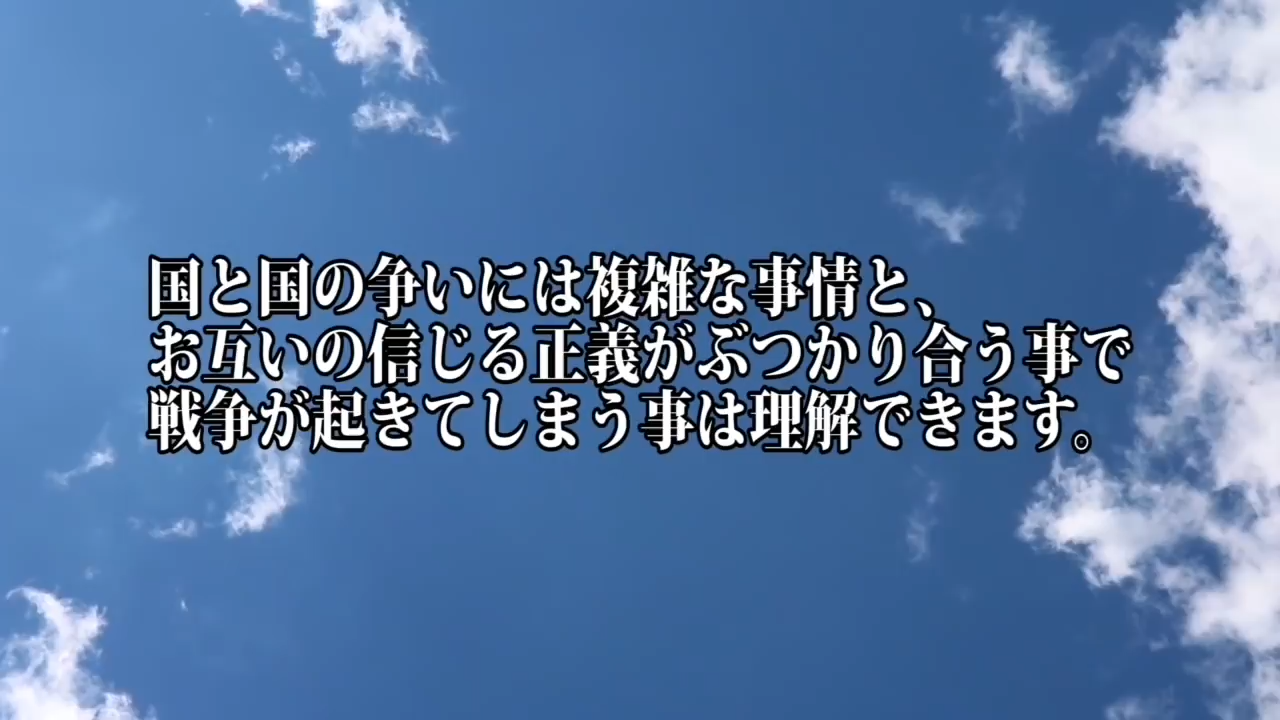 国と国の争いには複雑な事情と、
お互いの信じる正義がぶつかり合う事で
戦争が起きてしまう事は理解できます。